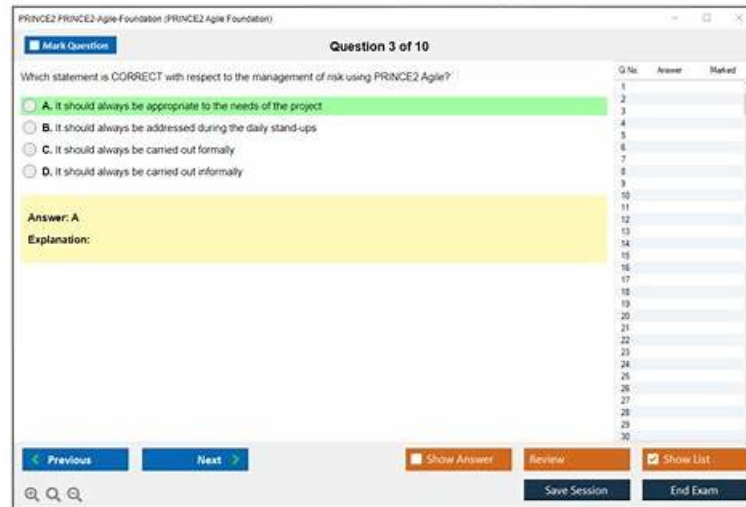 PRINCE2 PRINCE2-Agile-Foundation (PRINCE2 Agile Foundation)
Mark Question
Question 3 of 10
Which statement is CORRECT with respect to the management of risk using PRINCE2 Agile?
A. It should always be appropriate to the needs of the project
B. It should always be addressed during the daily stand-ups
C. It should always be carried out formally
D. It should always be carried out informally
Answer: A
Explanation:
Q.No. Answer Marked
1
2
3
4
5
6
7
8
9
10
11
12
13
14
15
16
17
18
19
20
21
22
23
24
25
26
27
28
29
30
Previous
Next
Show Answer
Review
Show List
Save Session
End Exam